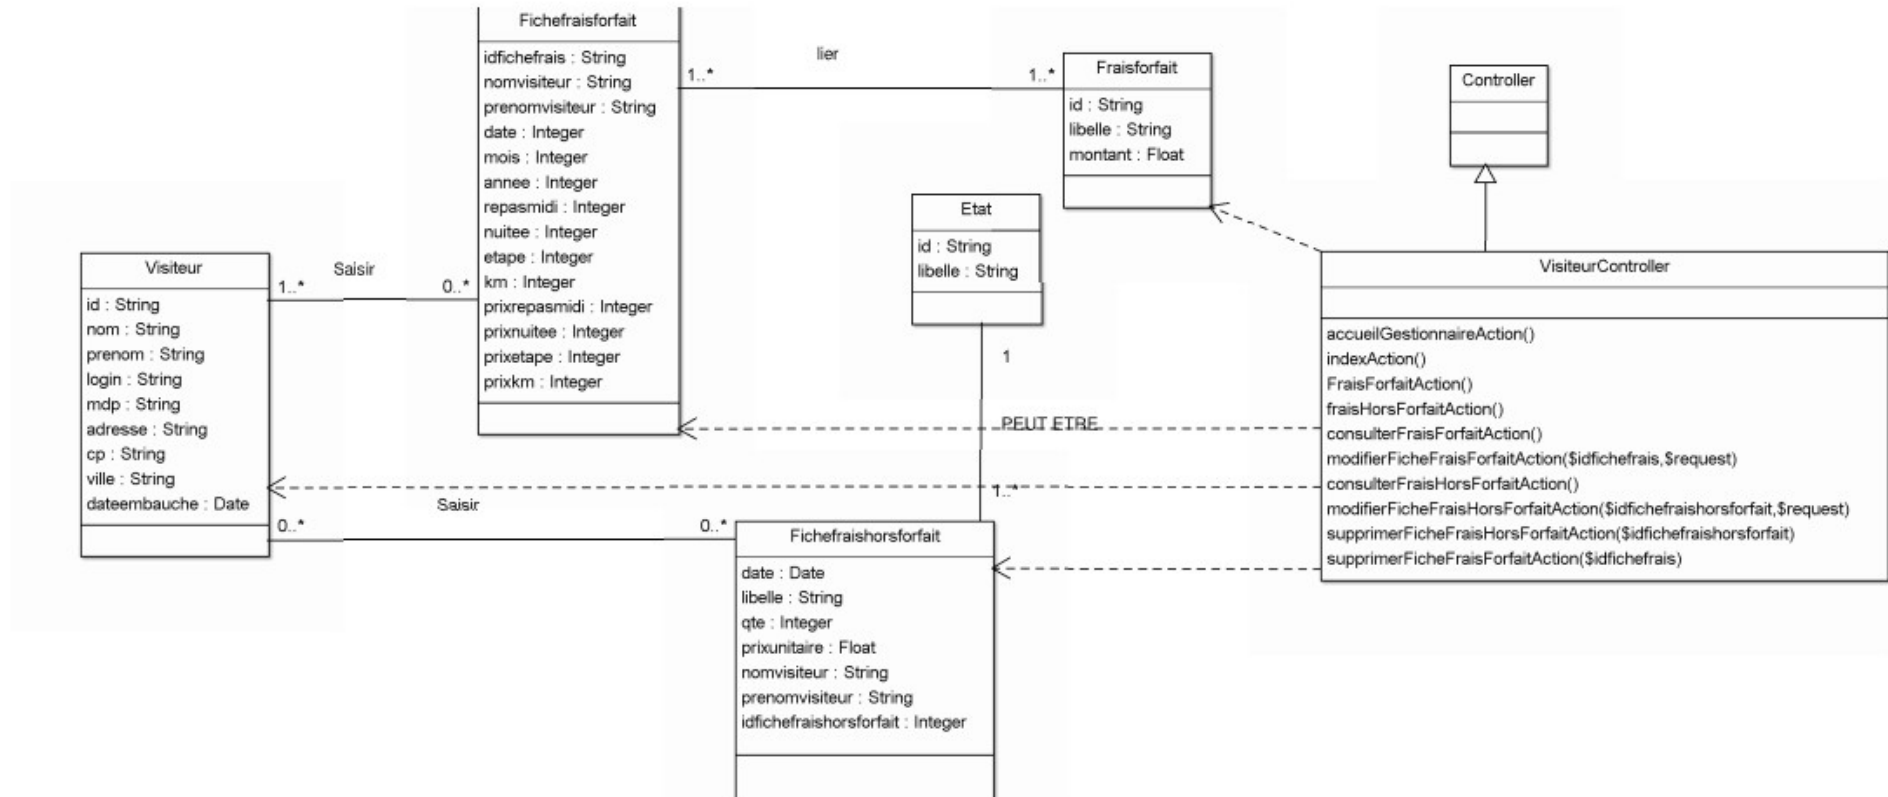 Fichefraisforfait
idfichefrais : String
nomvisiteur : String
prenomvisiteur : String
date : Integer
mois : Integer
annee : Integer
repasmidi : Integer
nuitee : Integer
etape : Integer
km : Integer
prixrepasmidi : Integer
prixnuitee : Integer
prixetape : Integer
prixkm : Integer
lier
1..*
1..*
Fraisforfait
id : String
libelle : String
montant : Float
Controller
Etat
id : String
libelle : String
Visiteur
id : String
nom : String
prenom : String
login : String
mdp : String
adresse : String
cp : String
ville : String
dateembauche : Date
1..*
Saisir
0..*
VisiteurController
accueilGestionnaireAction()
indexAction()
FraisForfaitAction()
fraisHorsForfaitAction()
consulterFraisForfaitAction()
modifierFicheFraisForfaitAction($idfichefrais,$request)
consulterFraisHorsForfaitAction()
modifierFicheFraisHorsForfaitAction($idfichefraishorsforfait,$request)
supprimerFicheFraisHorsForfaitAction($idfichefraishorsforfait)
supprimerFicheFraisForfaitAction($idfichefrais)
1
PEUT ETRE
1..*
0..*
Saisir
0..*
Fichefraishorsforfait
date : Date
libelle : String
qte : Integer
prixunitaire : Float
nomvisiteur : String
prenomvisiteur : String
idfichefraishorsforfait : Integer